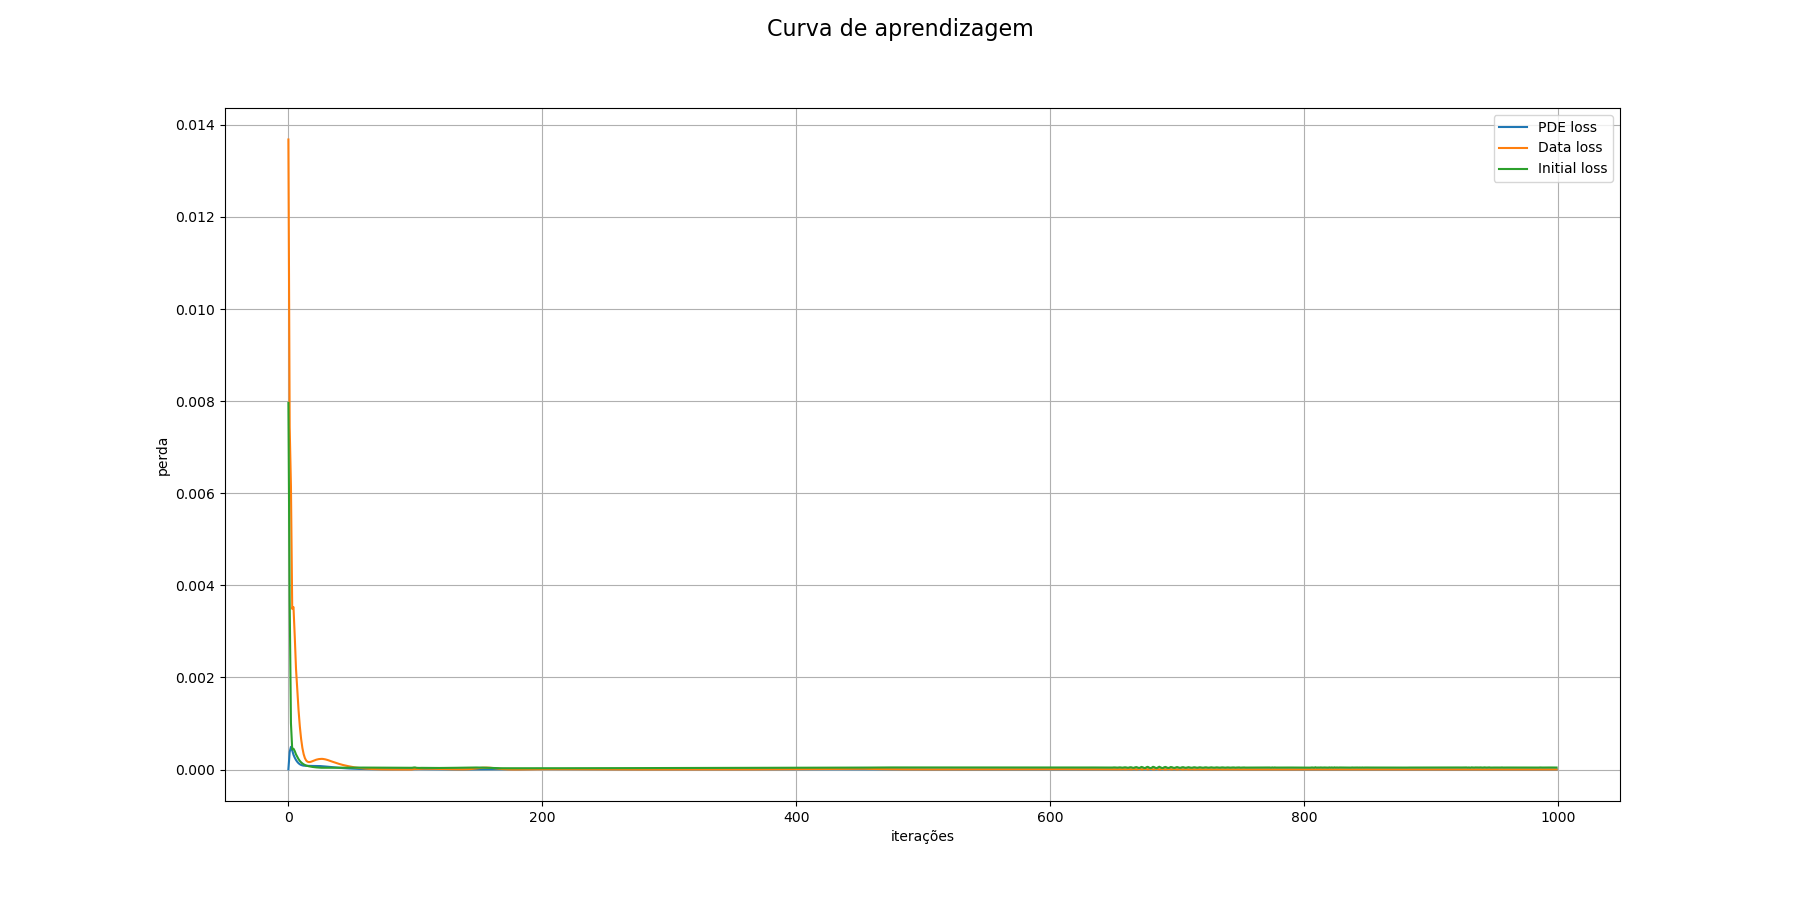 Curva de aprendizagem
0.014
0.012
0.010
0.008
0.006
0.004
0.002
0.000
perda
PDE loss
Data loss
Initial loss
0
200
400
600
800
1000
iterações